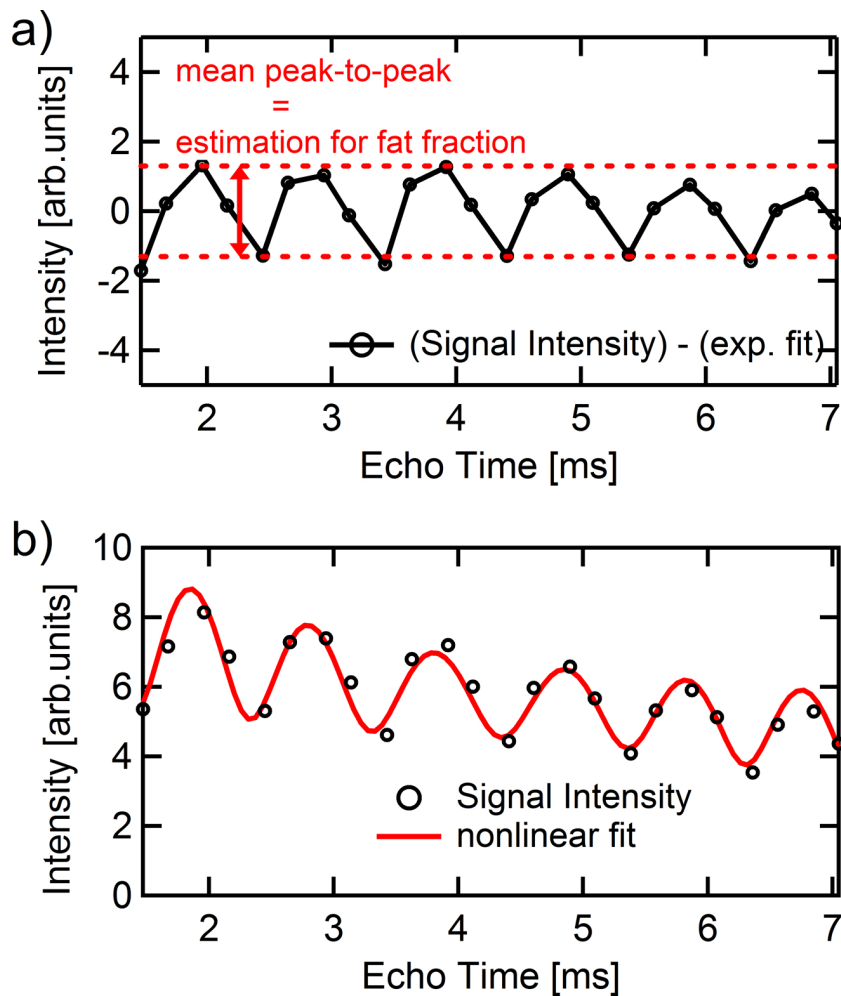 a)
Intensity [arb.units]
4
2
0
-2
-4
mean peak-to-peak
=
estimation for fat fraction
(Signal Intensity) - (exp. fit)
2 3 4 5 6 7
Echo Time [ms]
b)
Intensity [arb.units]
10
8
6
4
2
0
Signal Intensity
nonlinear fit
2 3 4 5 6 7
Echo Time [ms]